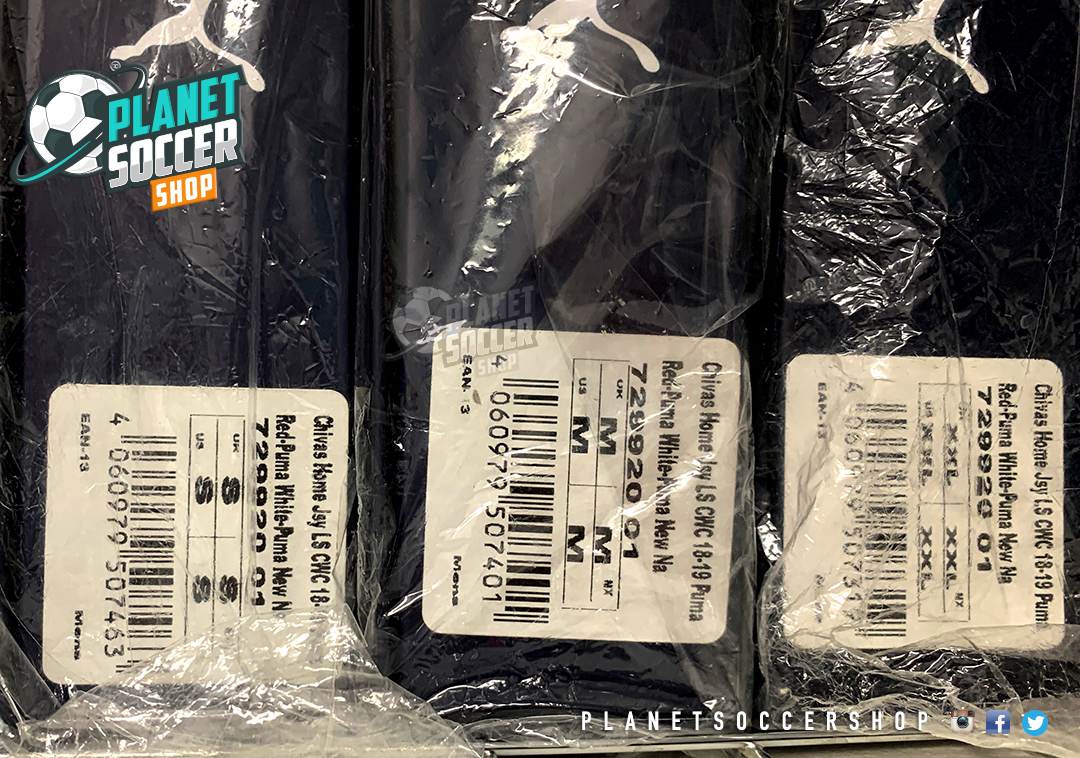 PLANET
SOCCER
SHOP
PLANET
SOCCER
SHOP
Chivas Home Jsy LS CWC 18-
Red-Puma White-Puma New N
729920 01
UK S S
US S S
4 060979 507463
EAN-13
Mens
Chivas Home Jsy LS CWC 18-19 Puma
Red-Puma White-Puma New Na
729920 01
UK M M MX
US M M
4 060979 507401
EAN-13
Mens
Chivas Home Jsy LS CWC 18-19 Puma
Red-Puma White-Puma New Na
729920 01
XXL XXL MX
US XXL XXL
EAN-13
PLANETSOCCERSHOP